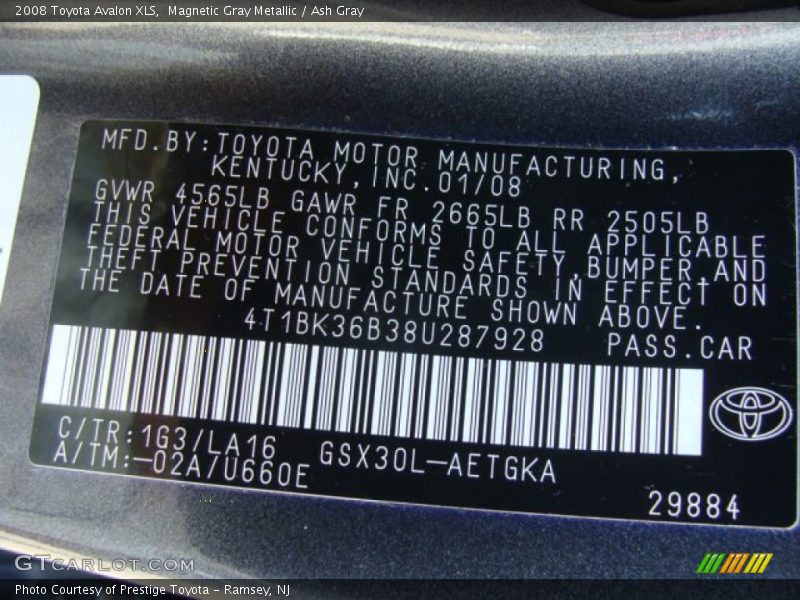 2008 Toyota Avalon XLS,  Magnetic Gray Metallic / Ash Gray
MFD.BY:TOYOTA MOTOR MANUFACTURING,
KENTUCKY,INC.01/08
GVWR 4565LB GAWR FR 2665LB RR 2505LB
THIS VEHICLE CONFORMS TO ALL APPLICABLE
FEDERAL MOTOR VEHICLE SAFETY,BUMPER,AND
THEFT PREVENTION STANDARDS IN EFFECT ON
THE DATE OF MANUFACTURE SHOWN ABOVE.
4T1BK36B38U287928 PASS.CAR
C/TR:1G3/LA16 GSX30L-AETGKA
A/TM:-02A/U660E
29884
GTCARLOT.COM
Photo Courtesy of Prestige Toyota - Ramsey, NJ